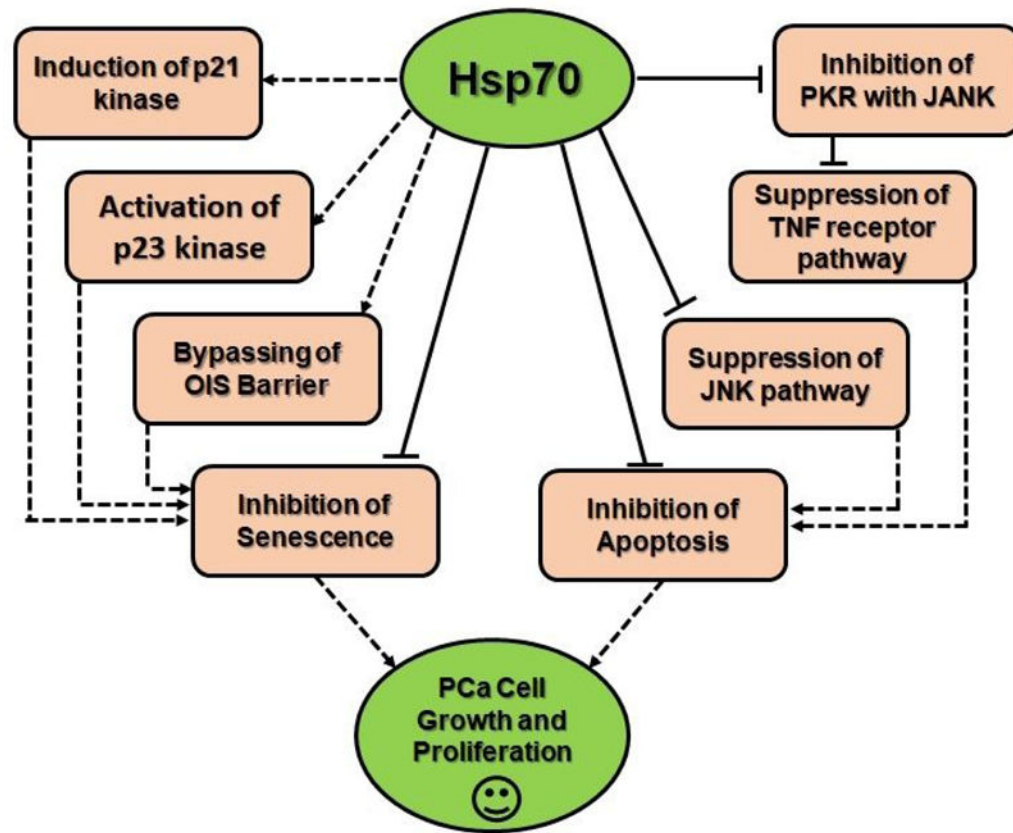 Hsp70
Induction of p21
kinase
Inhibition of
PKR with JANK
Activation of
p23 kinase
Suppression of
TNF receptor
pathway
Bypassing of
OIS Barrier
Suppression of
JNK pathway
Inhibition of
Senescence
Inhibition of
Apoptosis
PCa Cell
Growth and
Proliferation